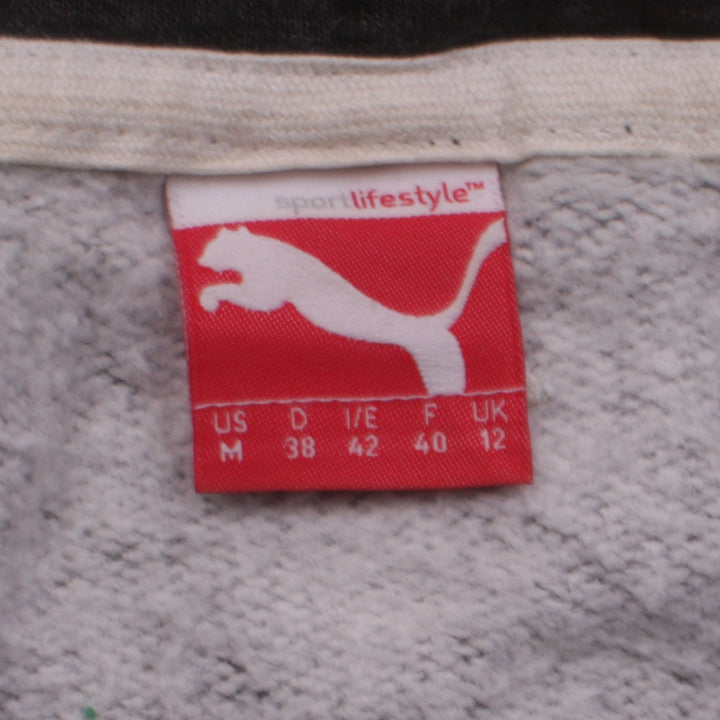 sportlifestyle™
US D I/E F UK
M 38 42 40 12